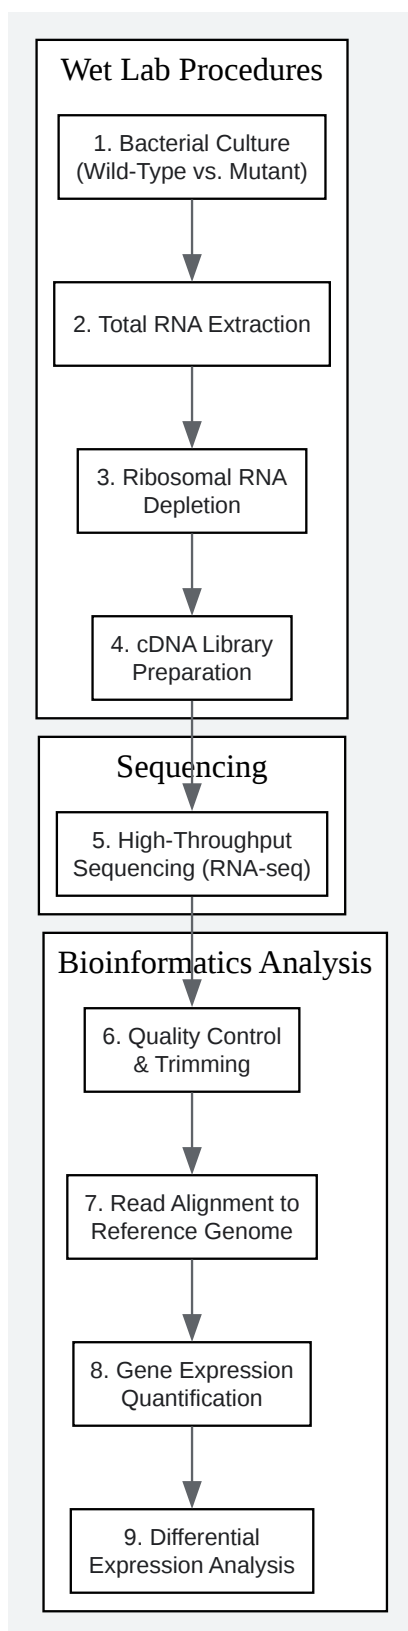 Wet Lab Procedures
1. Bacterial Culture
(Wild-Type vs. Mutant)
2. Total RNA Extraction
3. Ribosomal RNA
Depletion
4. cDNA Library
Preparation
Sequencing
5. High-Throughput
Sequencing (RNA-seq)
Bioinformatics Analysis
6. Quality Control
& Trimming
7. Read Alignment to
Reference Genome
8. Gene Expression
Quantification
9. Differential
Expression Analysis